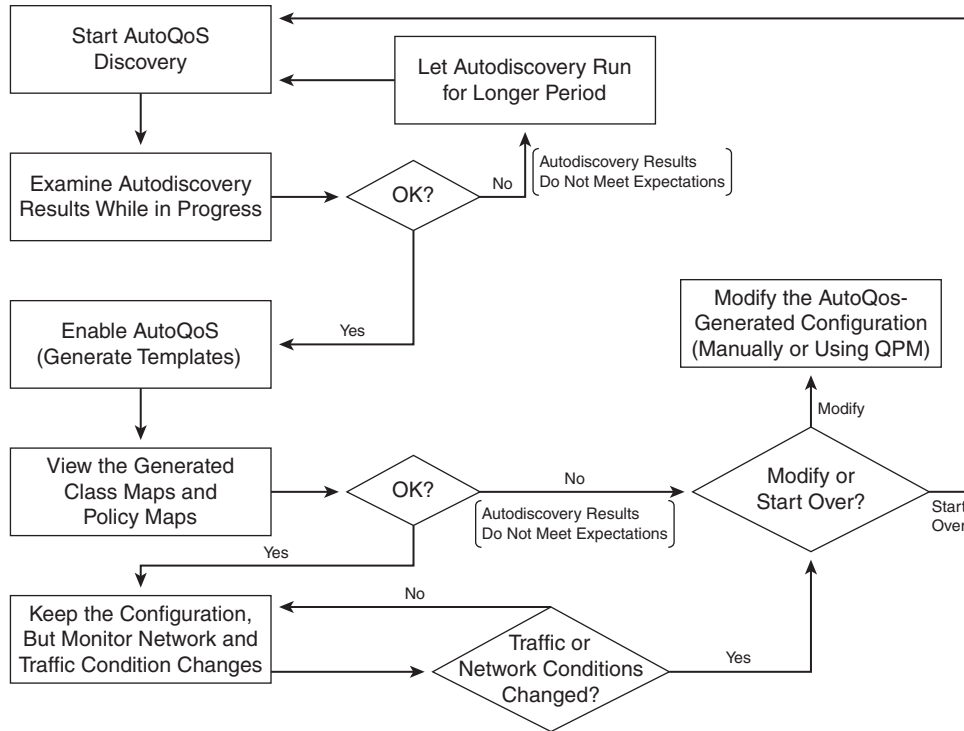 Start AutoQoS
Discovery
Let Autodiscovery Run
for Longer Period
Examine Autodiscovery
Results While in Progress
OK?
No
Autodiscovery Results
Do Not Meet Expectations
Yes
Enable AutoQoS
(Generate Templates)
Modify the AutoQos-
Generated Configuration
(Manually or Using QPM)
Modify
View the Generated
Class Maps and
Policy Maps
OK?
No
Autodiscovery Results
Do Not Meet Expectations
Modify or
Start Over?
Start
Over
Yes
Keep the Configuration,
But Monitor Network and
Traffic Condition Changes
No
Traffic or
Network Conditions
Changed?
Yes